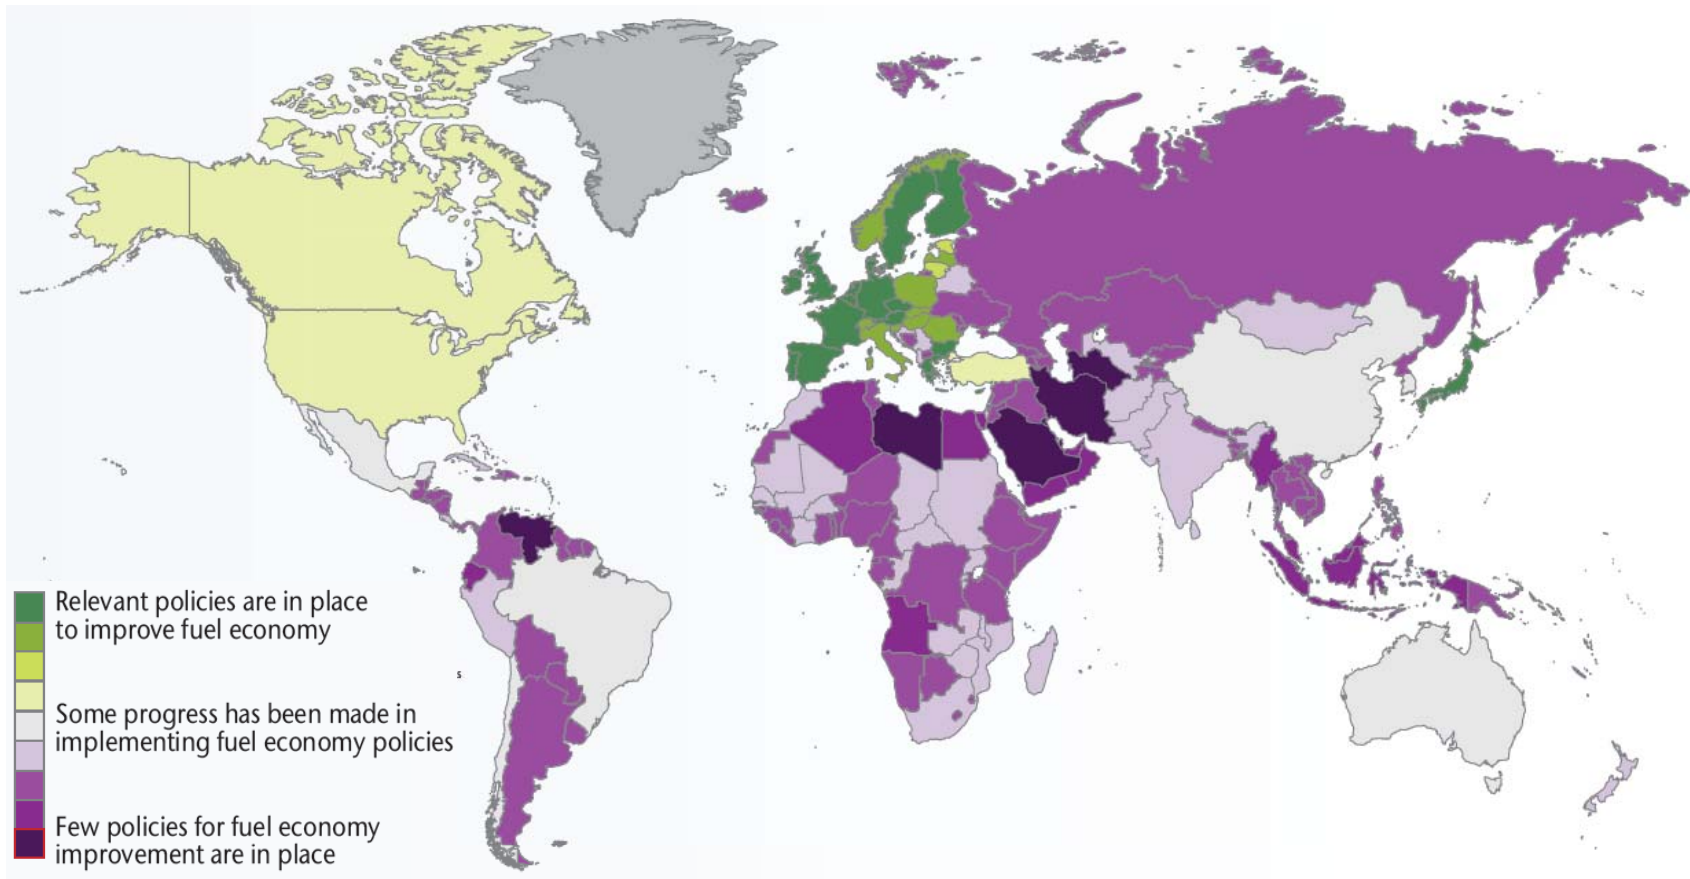 Relevant policies are in place
to improve fuel economy
s
Some progress has been made in
implementing fuel economy policies
Few policies for fuel economy
improvement are in place